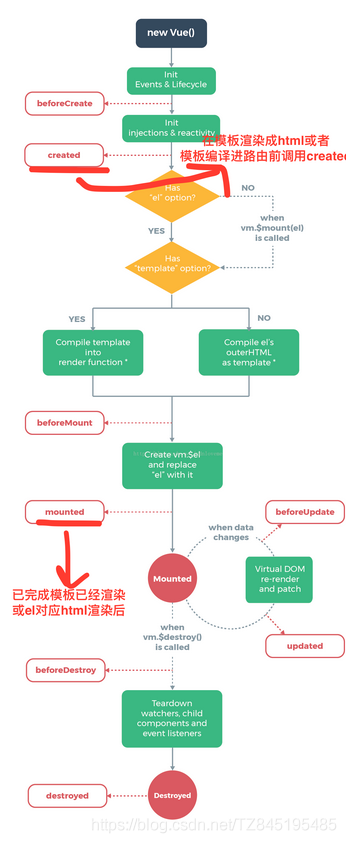 new Vue()
Init
Events & Lifecycle
beforeCreate
Init
injections & reactivity
在模板渲染成html或者
模板编译进路由前调用created
created
Has
"el" option?
NO
when
vm.$mount(el)
is called
YES
Has
"template" option?
YES
NO
Compile template
into
render function *
Compile el's
outerHTML
as template *
beforeMount
Create vm.$el
and replace
"el" with it
mounted
beforeUpdate
when data
changes
已完成模板已经渲染
或el对应html渲染后
Mounted
Virtual DOM
re-render
and patch
when
vm.$destroy()
is called
updated
beforeDestroy
Teardown
watchers, child
components and
event listeners
destroyed
Destroyed
https://blog.csdn.net/TZ845195485